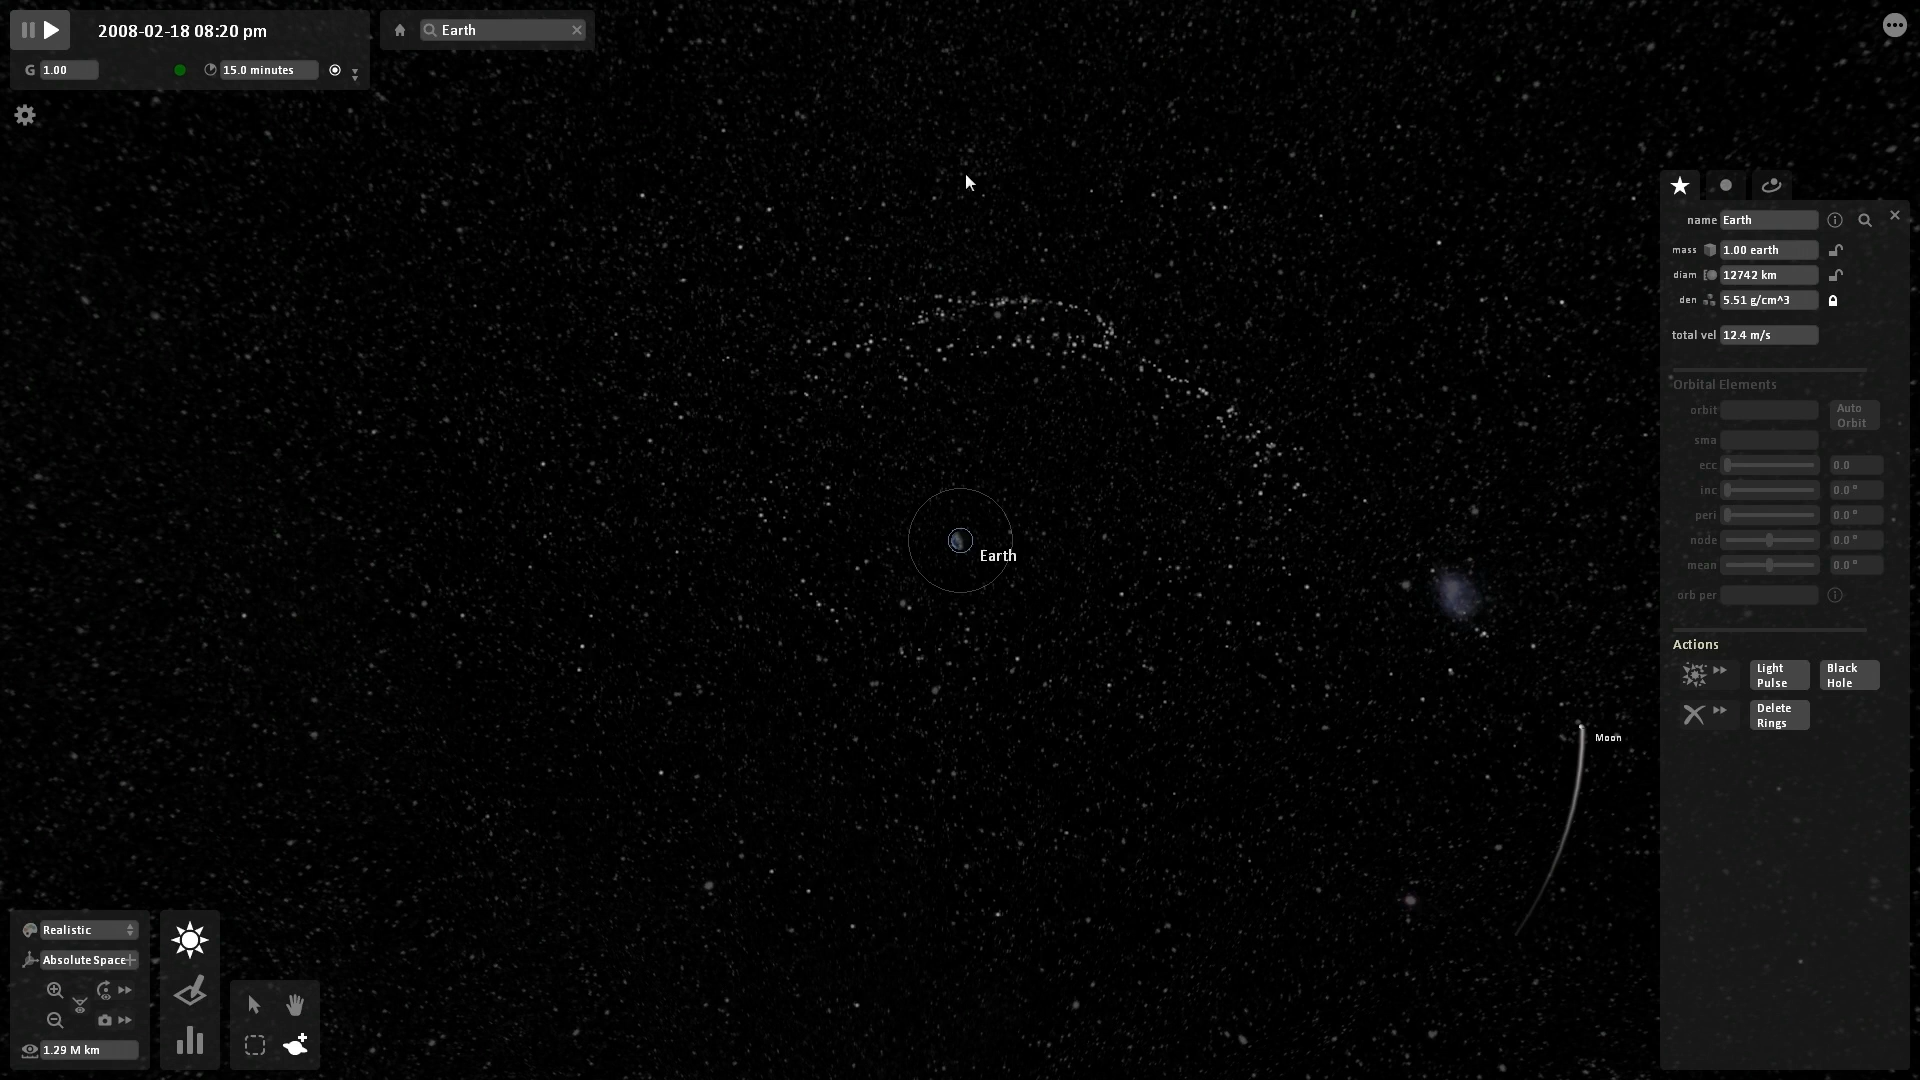 2008-02-18 08:20 pm
Earth
G 1.00
15.0 minutes
name Earth
mass 1.00 earth
diam 12742 km
den 5.51 g/cm^3
total vel 12.4 m/s
Orbital Elements
orbit
Auto
Orbit
sma
ecc 0.0
inc 0.0 °
peri 0.0 °
node 0.0 °
mean 0.0 °
orb per
Actions
Light
Pulse
Black
Hole
Delete
Rings
Earth
Moon
Realistic
Absolute Space
1.29 M km